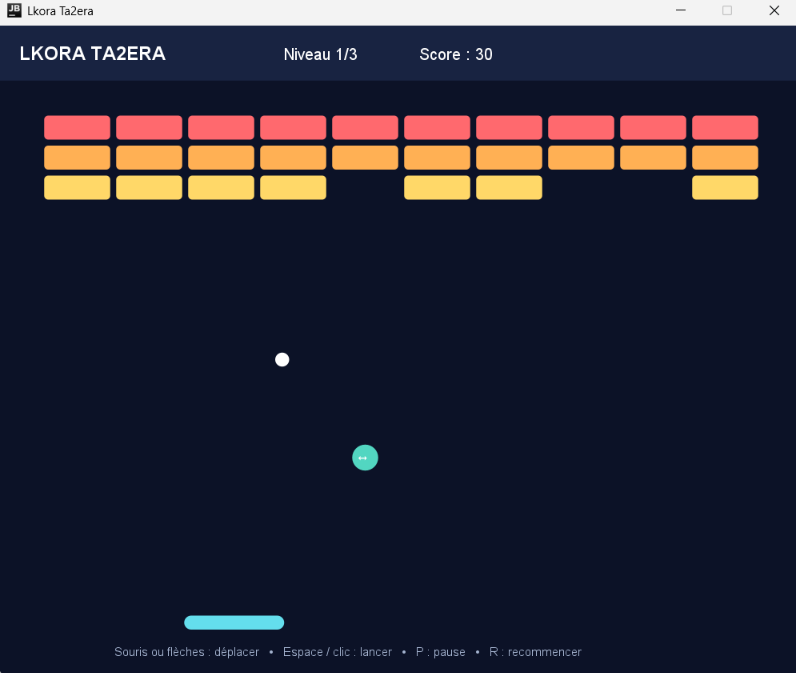 JB Lkora Ta2era
LKORA TA2ERA Niveau 1/3 Score : 30
↔
Souris ou flèches : déplacer • Espace / clic : lancer • P : pause • R : recommencer